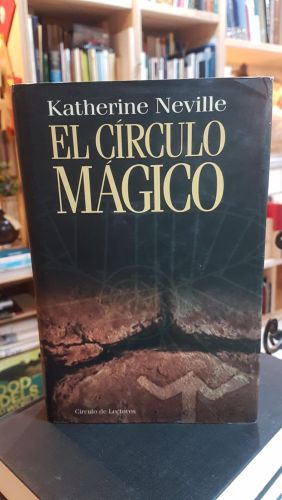 Katherine Neville
EL CÍRCULO
MÁGICO
Círculo de Lectores